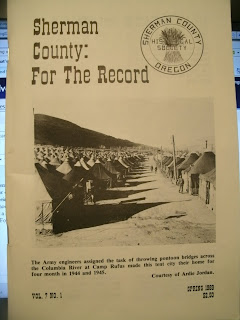 Sherman
County:
For The Record
SHERMAN COUNTY
HISTORICAL
SOCIETY
OREGON
The Army engineers assigned the task of throwing pontoon bridges across
the Columbia River at Camp Rufus made this tent city their home for
four month in 1944 and 1945.
Courtesy of Ardie Jordan.
VOL. 7 NO. 1
SPRING 1989
$2.00